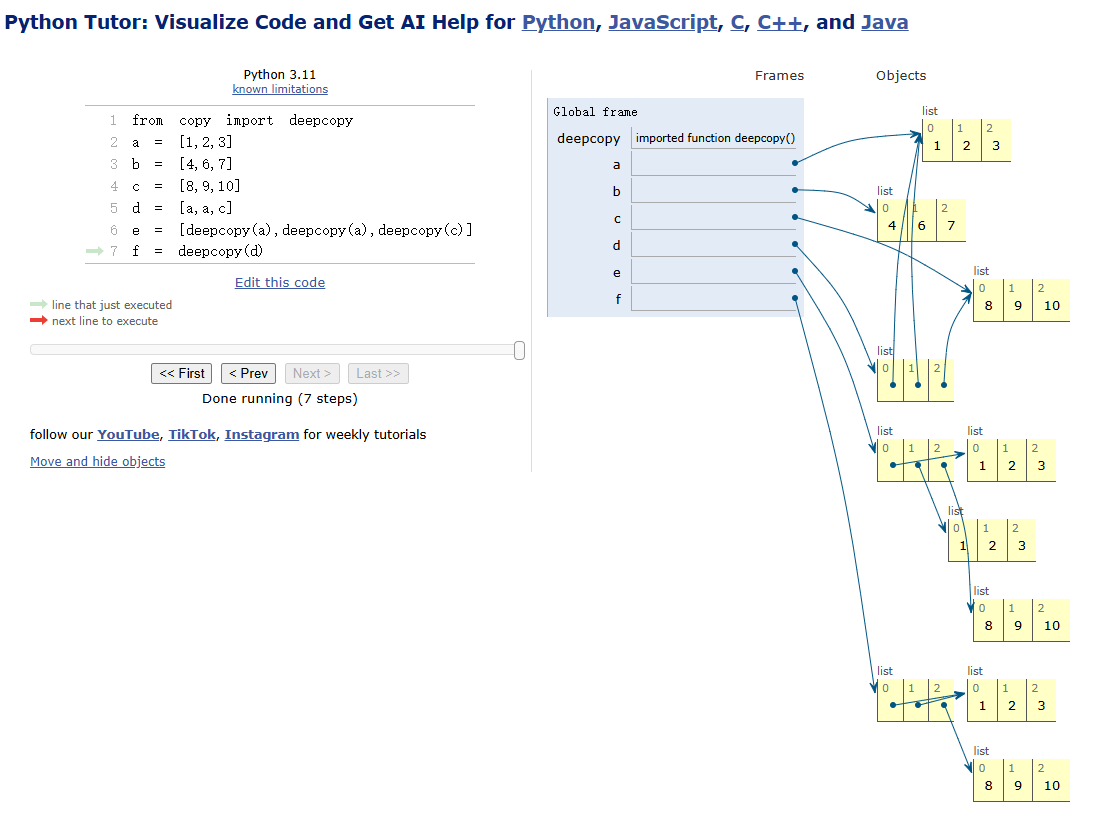 Python Tutor: Visualize Code and Get AI Help for Python, JavaScript, C, C++, and Java
Python 3.11
known limitations
1 from copy import deepcopy
2 a = [1,2,3]
3 b = [4,6,7]
4 c = [8,9,10]
5 d = [a,a,c]
6 e = [deepcopy(a),deepcopy(a),deepcopy(c)]
7 f = deepcopy(d)
Edit this code
line that just executed
next line to execute
<< First < Prev Next > Last >>
Done running (7 steps)
follow our YouTube, TikTok, Instagram for weekly tutorials
Move and hide objects
Frames Objects
Global frame
deepcopy imported function deepcopy()
a
b
c
d
e
f
list
0 1 2
1 2 3
list
0 1 2
4 6 7
list
0 1 2
8 9 10
list
0 1 2
list
0 1 2
list
0 1 2
1 2 3
list
0 1 2
1 2 3
list
0 1 2
8 9 10
list
0 1 2
list
0 1 2
1 2 3
list
0 1 2
8 9 10